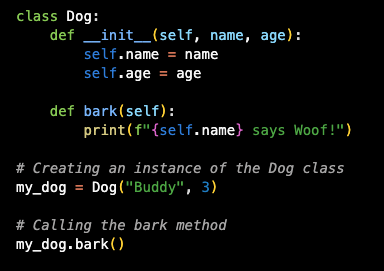 class Dog:
    def __init__(self, name, age):
        self.name = name
        self.age = age

    def bark(self):
        print(f"{self.name} says Woof!")

# Creating an instance of the Dog class
my_dog = Dog("Buddy", 3)

# Calling the bark method
my_dog.bark()